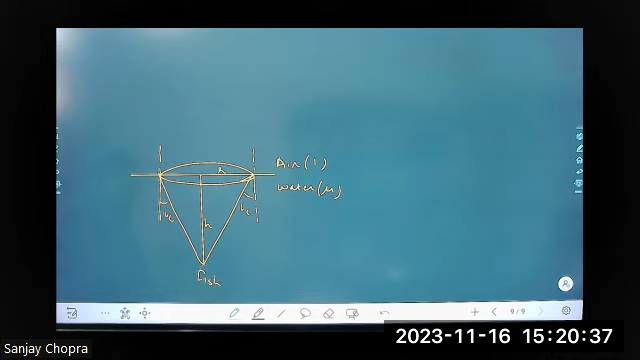 Air (1)
r
water (μ)
ic
ic
h
fish
9/9
2023-11-16 15:20:37
Sanjay Chopra